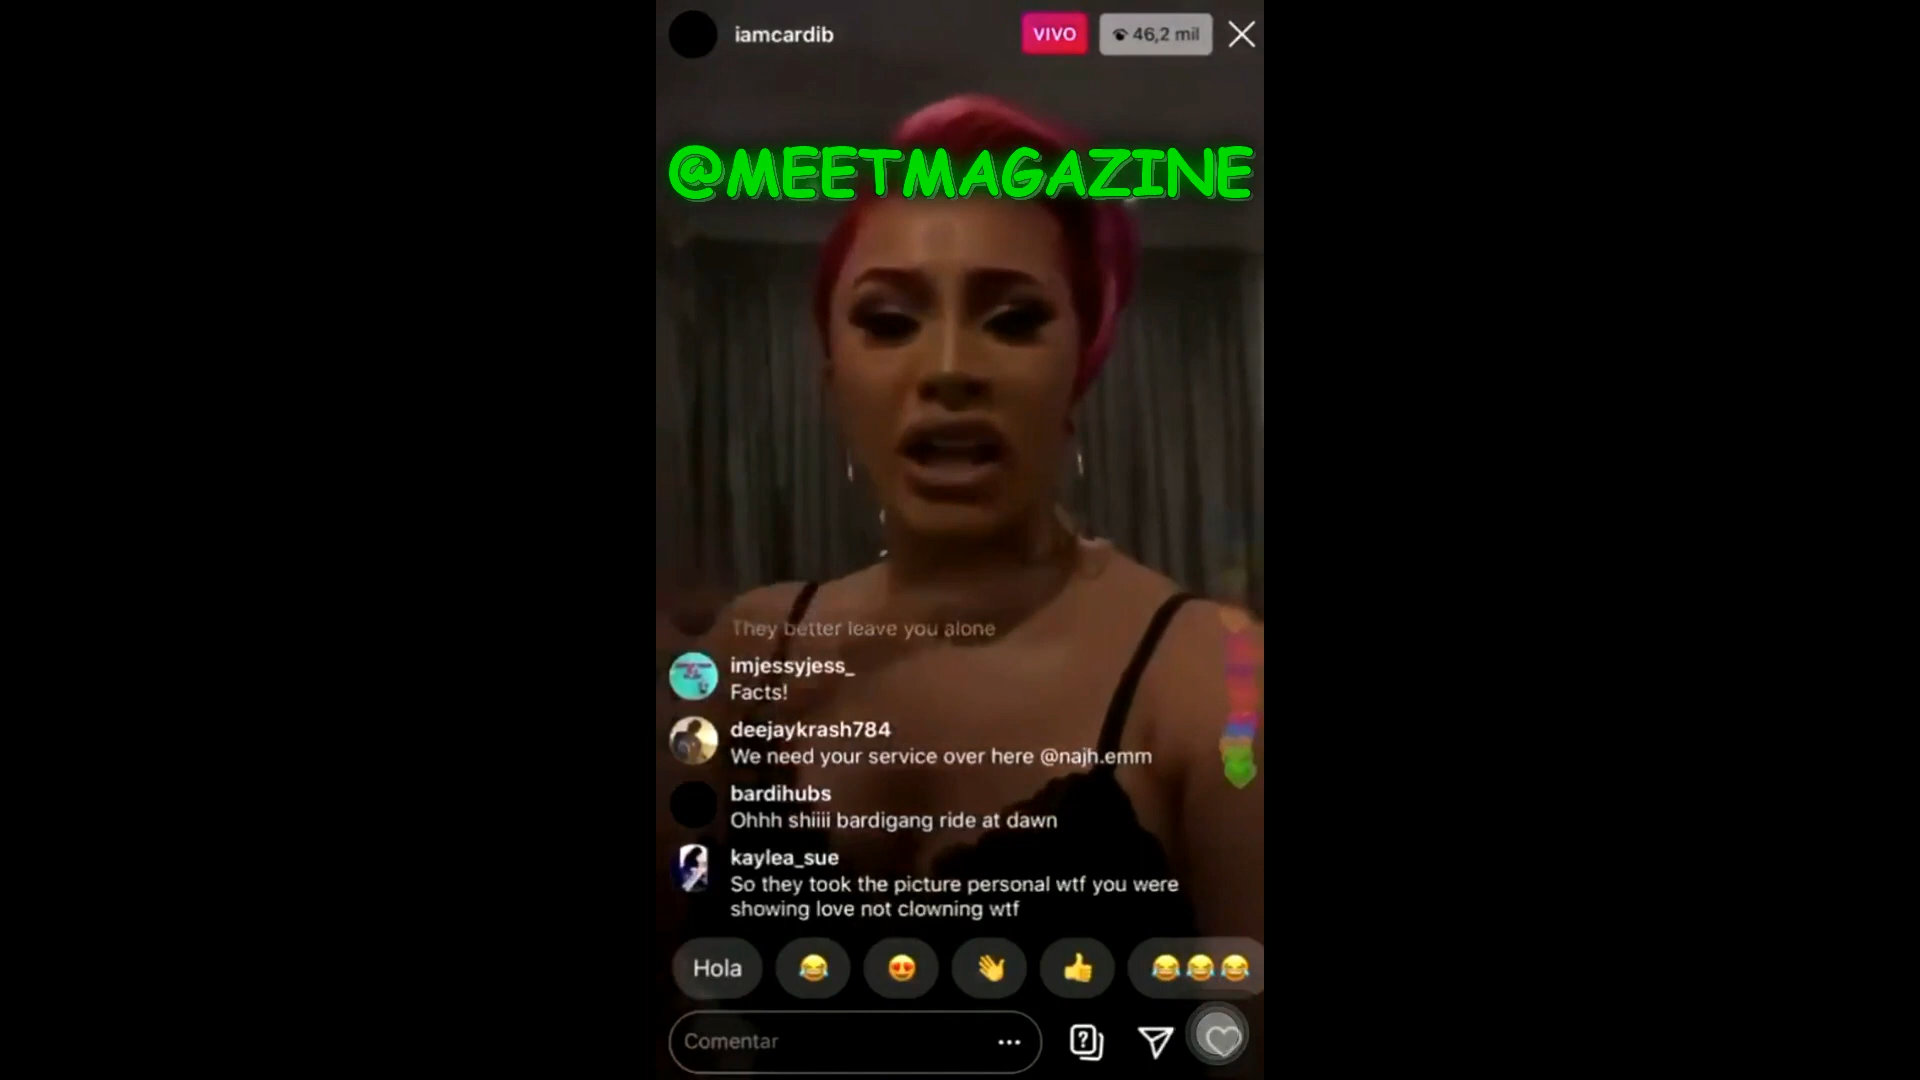 iamcardib
VIVO
46,2 mil
@MEETMAGAZINE
They better leave you alone
imjessyjess_
Facts!
deejaykrash784
We need your service over here @najh.emm
bardihubs
Ohhh shiiii bardigang ride at dawn
kaylea_sue
So they took the picture personal wtf you were
showing love not clowning wtf
Hola
Comentar